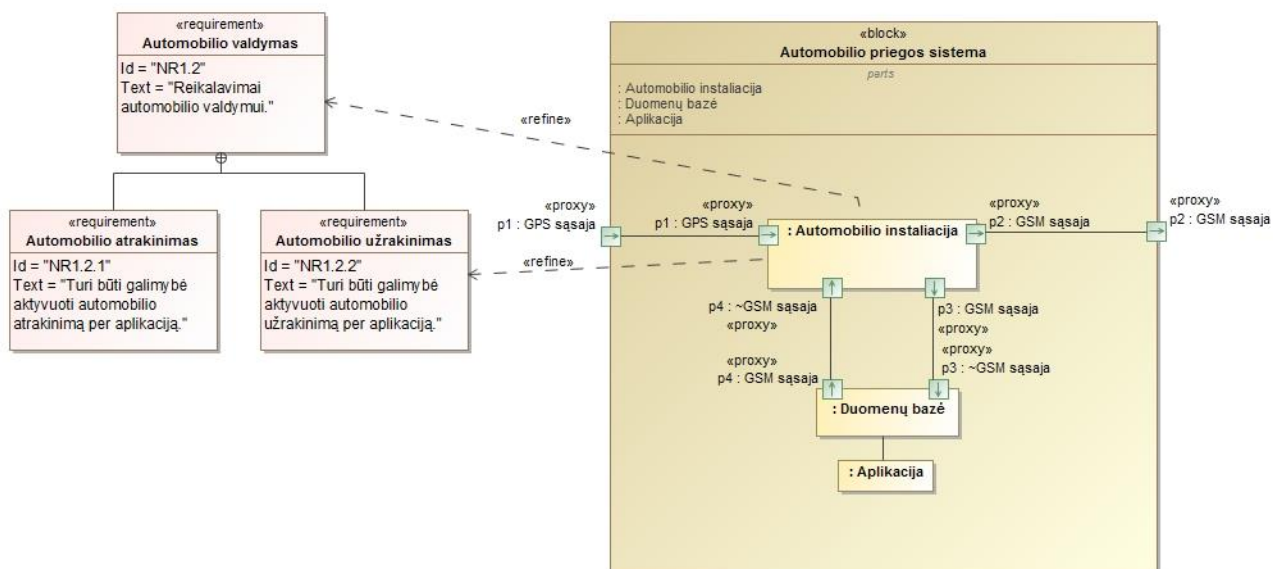 «requirement»
Automobilio valdymas
Id = "NR1.2"
Text = "Reikalavimai
automobilio valdymui."
«requirement»
Automobilio atrakinimas
Id = "NR1.2.1"
Text = "Turi būti galimybė
aktyvuoti automobilio
atrakinimą per aplikaciją."
«requirement»
Automobilio užrakinimas
Id = "NR1.2.2"
Text = "Turi būti galimybė
aktyvuoti automobilio
užrakinimą per aplikaciją."
«refine»
«refine»
«block»
Automobilio priegos sistema
parts
: Automobilio instaliacija
: Duomenų bazė
: Aplikacija
«proxy»
p1 : GPS sąsaja
«proxy»
p1 : GPS sąsaja
: Automobilio instaliacija
«proxy»
p2 : GSM sąsaja
«proxy»
p2 : GSM sąsaja
p4 : ~GSM sąsaja
«proxy»
p3 : GSM sąsaja
«proxy»
«proxy»
p4 : GSM sąsaja
«proxy»
p3 : ~GSM sąsaja
: Duomenų bazė
: Aplikacija